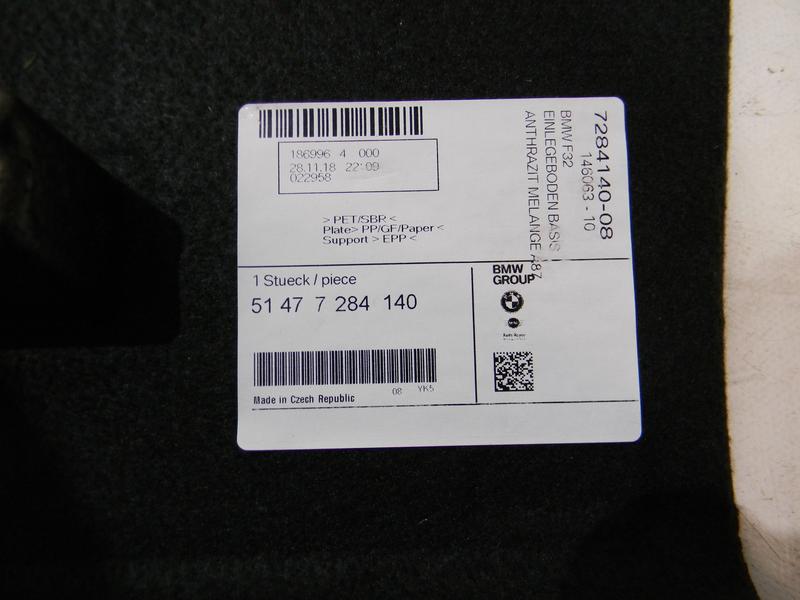 186996 4 000
28.11.18 22:09
022958
> PET/SBR <
Plate> PP/GF/Paper <
Support > EPP <
7284140-08
146063 - 10
BMW F32
EINLEGEBODEN BASIS
ANTHRAZIT MELANGE A87
1 Stueck / piece
51 47 7 284 140
08 YK5
Made in Czech Republic
BMW
GROUP